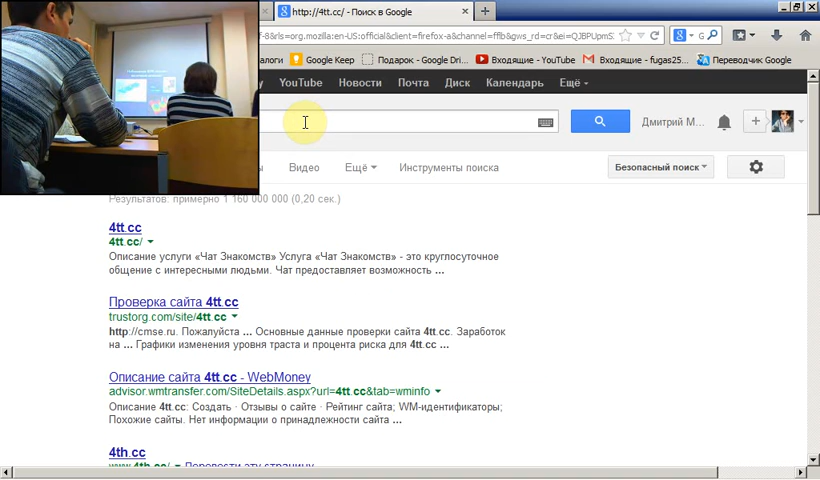 http://4tt.cc/ - Поиск в Google
f-8&rls=org.mozilla:en-US:official&client=firefox-a&channel=ffl&gws_rd=cr&ei=QJBPUpmS
алоги Google Keep Подарок - Google Dri... Входящие - YouTube Входящие - fugas25... Переводчик Google
YouTube Новости Почта Диск Календарь Ещё
Дмитрий М...
Видео Ещё Инструменты поиска Безопасный поиск
Результатов: примерно 1 160 000 000 (0,20 сек.)
4tt.cc
4tt.cc/
Описание услуги «Чат Знакомств» Услуга «Чат Знакомств» - это круглосуточное
общение с интересными людьми. Чат предоставляет возможность ...
Проверка сайта 4tt.cc
trustorg.com/site/4tt.cc
http://cmse.ru. Пожалуйста ... Основные данные проверки сайта 4tt.cc. Заработок
на ... Графики изменения уровня траста и процента риска для 4tt.cc ...
Описание сайта 4tt.cc - WebMoney
advisor.wmtransfer.com/SiteDetails.aspx?url=4tt.cc&tab=wminfo
Описание 4tt.cc: Создать · Отзывы о сайте · Рейтинг сайта; WM-идентификаторы;
Похожие сайты. Нет информации о принадлежности сайта ...
4th.cc
www.4th.cc/ Перевести эту страницу